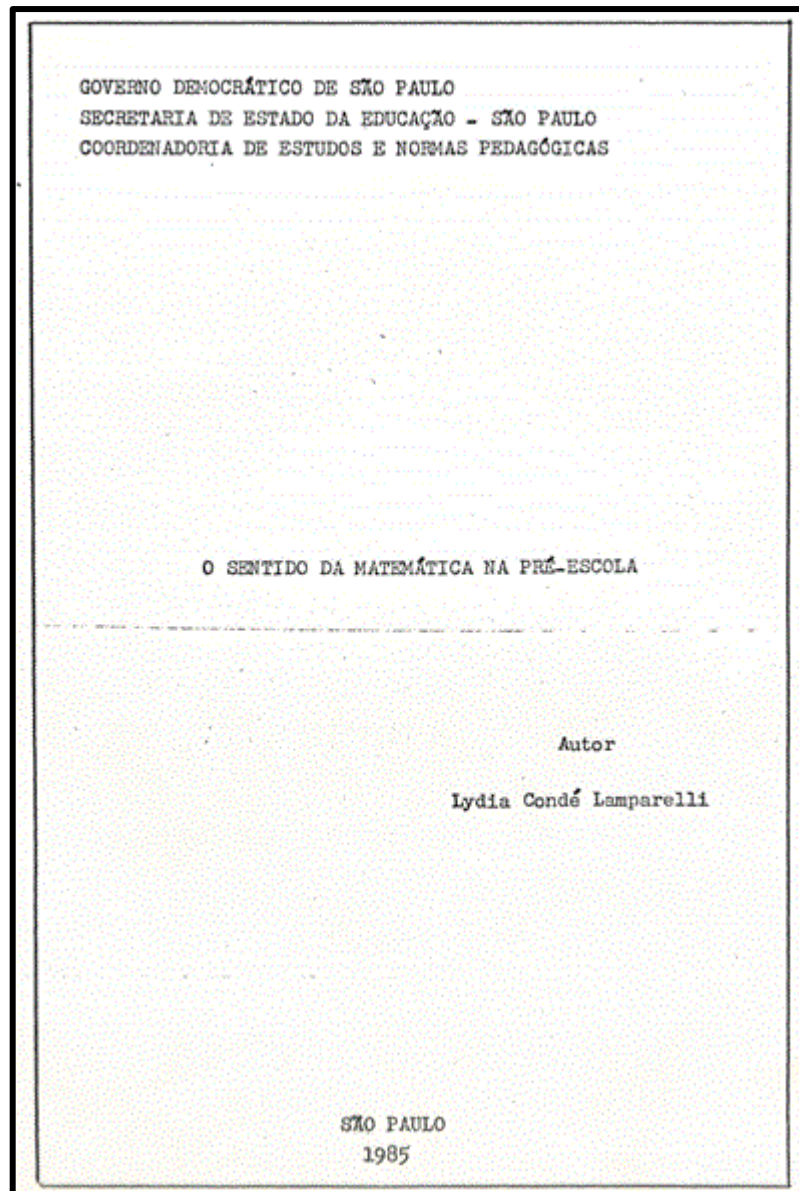 GOVERNO DEMOCRÁTICO DE SÃO PAULO
SECRETARIA DE ESTADO DA EDUCAÇÃO - SÃO PAULO
COORDENADORIA DE ESTUDOS E NORMAS PEDAGÓGICAS
O SENTIDO DA MATEMÁTICA NA PRÉ-ESCOLA
Autor
Lydia Condé Lamparelli
SÃO PAULO
1985